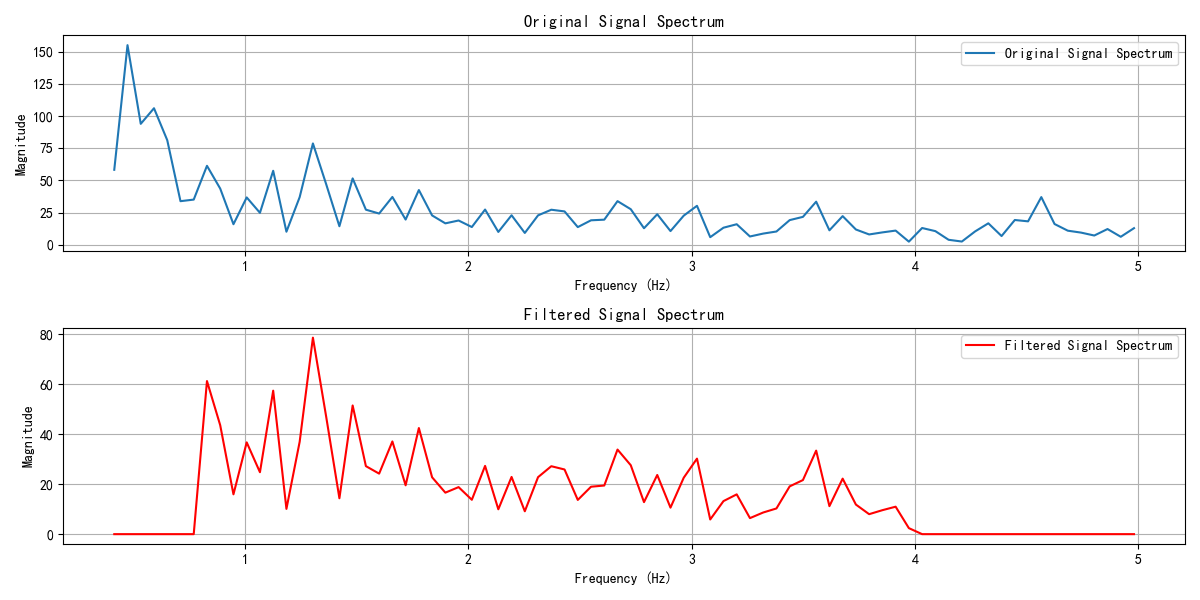 Original Signal Spectrum
Original Signal Spectrum
Magnitude
150
125
100
75
50
25
0
1 2 3 4 5
Frequency (Hz)
Filtered Signal Spectrum
Filtered Signal Spectrum
Magnitude
80
60
40
20
0
1 2 3 4 5
Frequency (Hz)